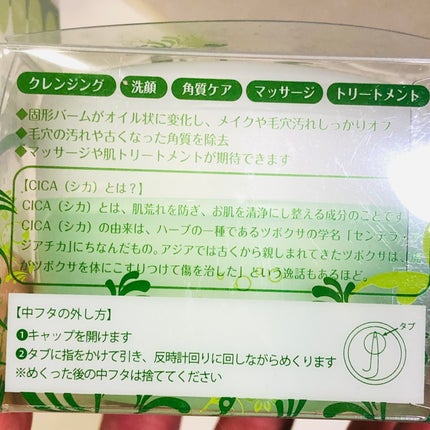 クレンジング 洗顔 角質ケア マッサージ トリートメント
◆固形バームがオイル状に変化し、メイクや毛穴汚れしっかりオフ
◆毛穴の汚れや古くなった角質を除去
◆マッサージや肌トリートメントが期待できます
【CICA（シカ）とは？】
CICA（シカ）とは、肌荒れを防ぎ、お肌を清浄にし整える成分のことです
CICA（シカ）の由来は、ハーブの一種であるツボクサの学名「センテラ・
ジアチカ」にちなんだもの。アジアでは古くから親しまれてきたツボクサは、
がツボクサを体にこすりつけて傷を治した」という逸話もあるほど。
【中フタの外し方】
❶キャップを開けます
❷タブに指をかけて引き、反時計回りに回しながらめくります
※めくった後の中フタは捨ててください
タブ